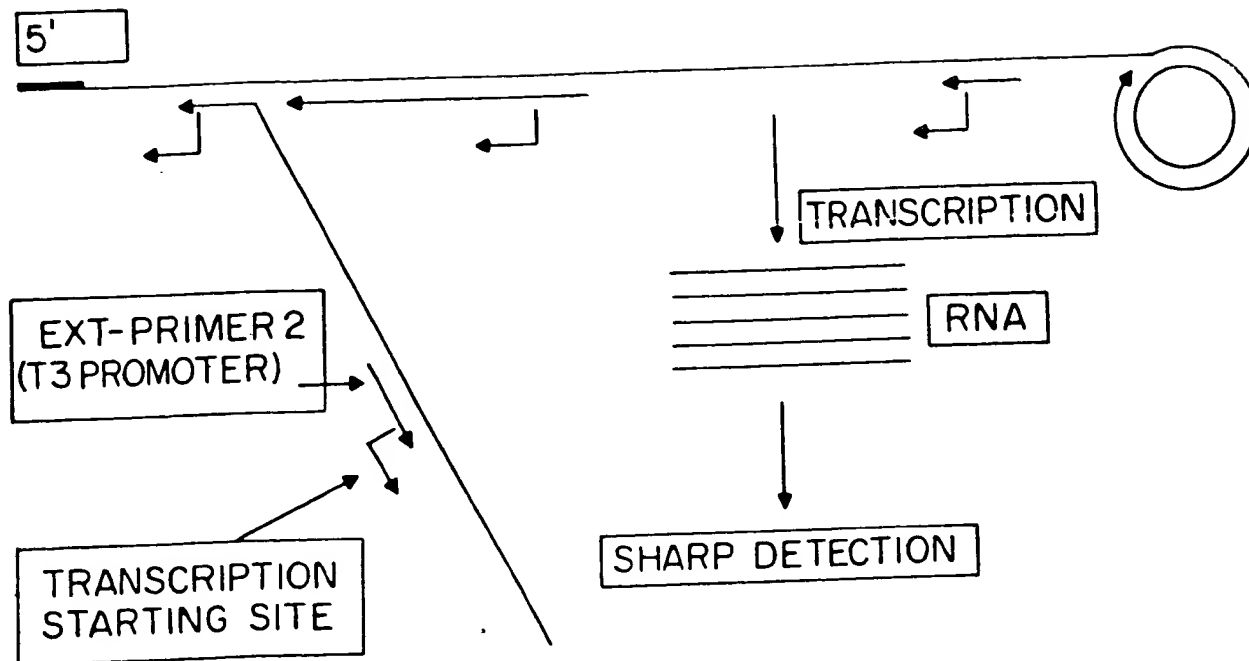 5'
TRANSCRIPTION
RNA
EXT-PRIMER 2
(T3 PROMOTER)
SHARP DETECTION
TRANSCRIPTION
STARTING SITE